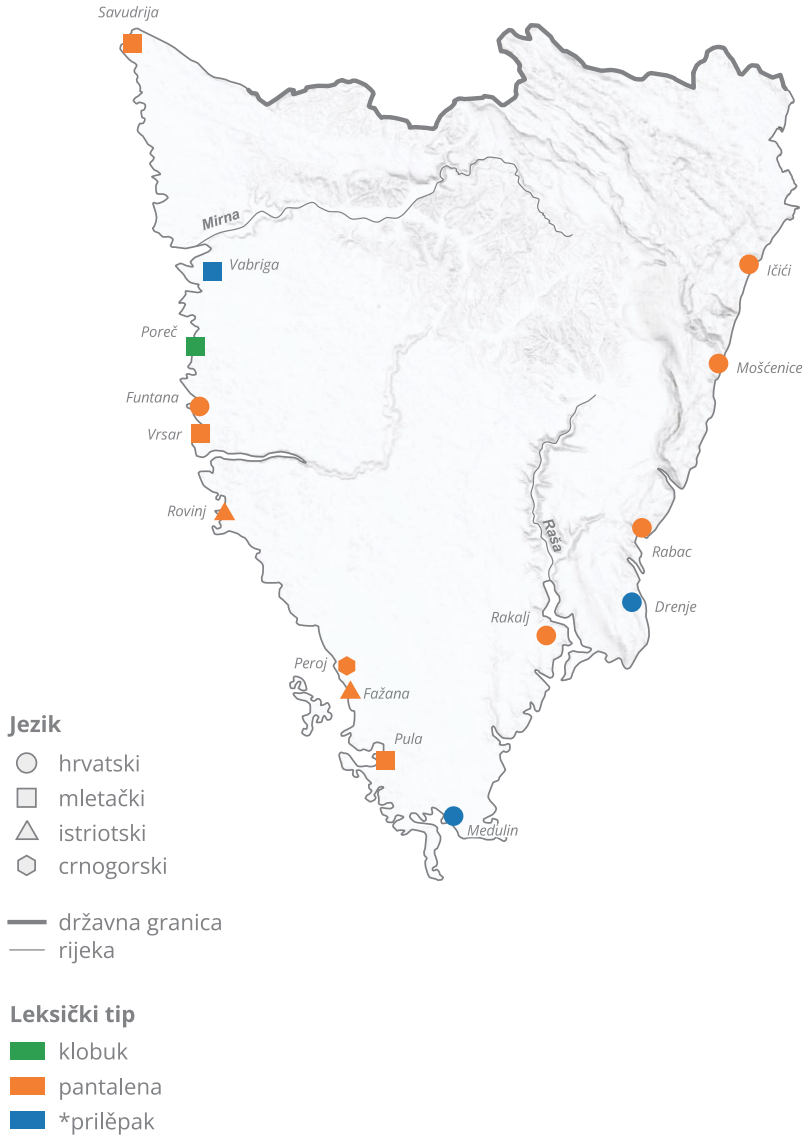 Savudrija
Mirna
Vabriga
Ičići
Poreč
Mošćenice
Funtana
Vrsar
Rovinj
Raša
Rabac
Drenje
Rakalj
Peroj
Fažana
Pula
Medulin
Jezik
hrvatski
mletački
istriotski
crnogorski
državna granica
rijeka
Leksički tip
klobuk
pantalena
*prilěpak